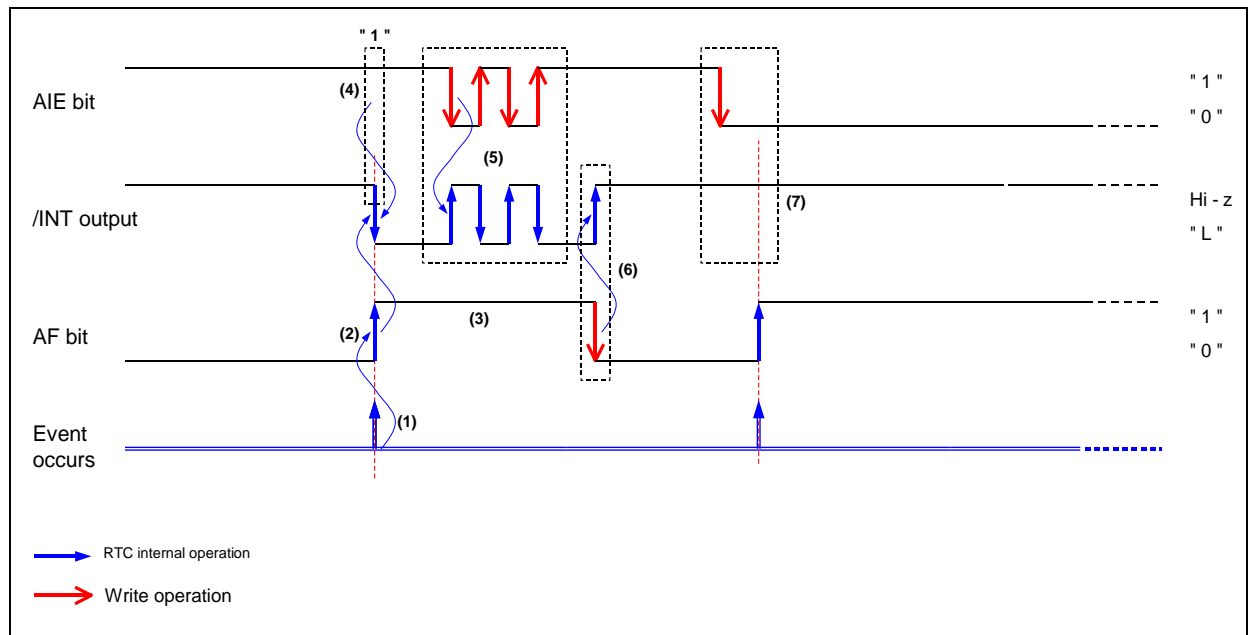 " 1 "
(4)
AIE bit
" 1 "
" 0 "
(5)
/INT output
(7)
Hi - z
" L "
(6)
(2)
(3)
AF bit
" 1 "
" 0 "
(1)
Event
occurs
RTC internal operation
Write operation